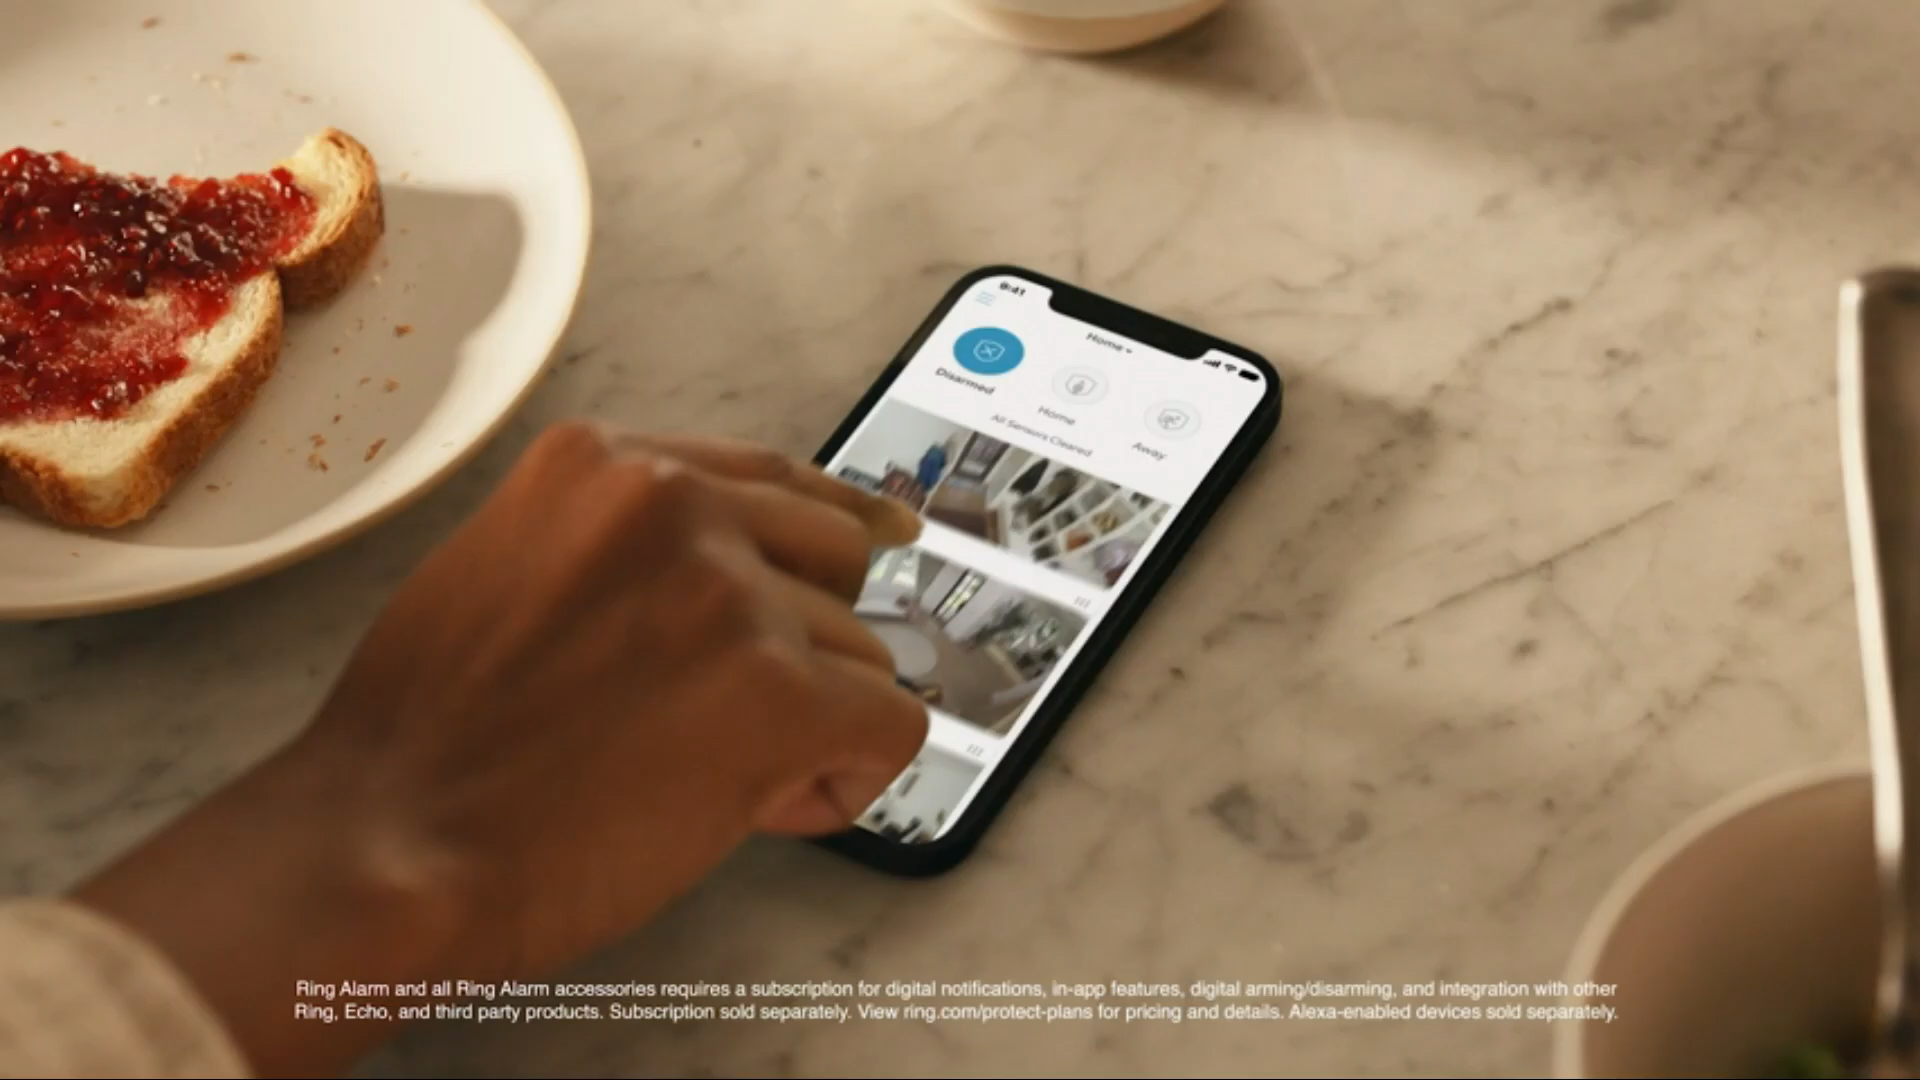 9:41
Home
Disarmed
Home
Away
All Sensors Cleared
Ring Alarm and all Ring Alarm accessories requires a subscription for digital notifications, in-app features, digital arming/disarming, and integration with other
Ring, Echo, and third party products. Subscription sold separately. View ring.com/protect-plans for pricing and details. Alexa-enabled devices sold separately.